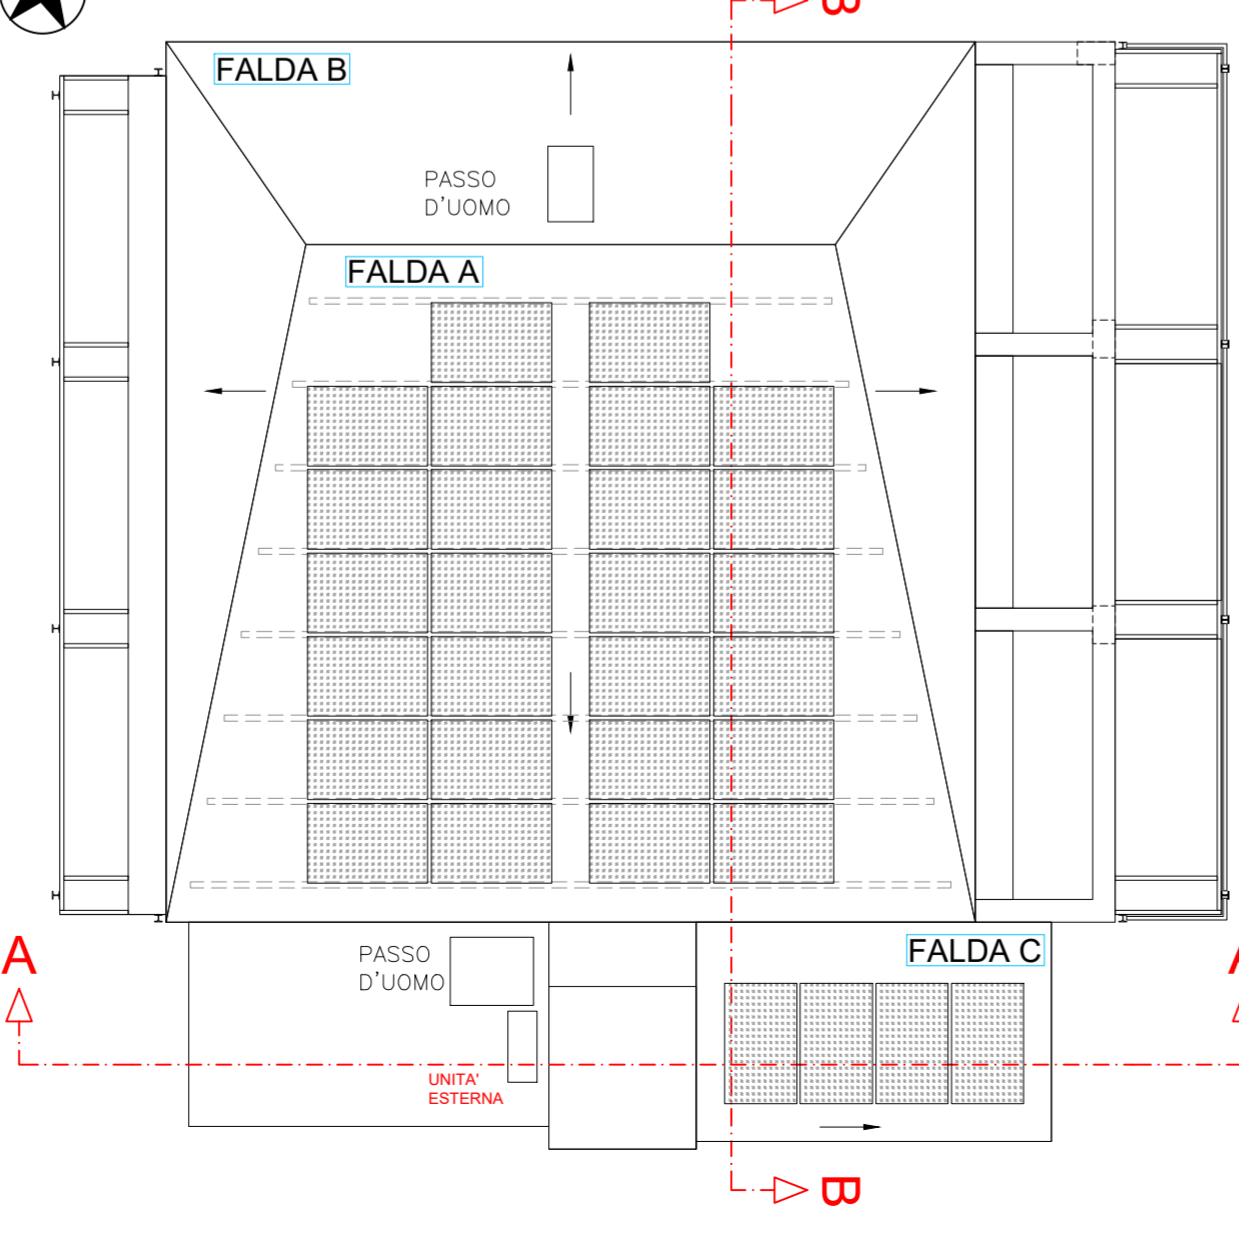 B
FALDA B
PASSO
D'UOMO
FALDA A
A
PASSO
D'UOMO
FALDA C
A
UNITA'
ESTERNA
B